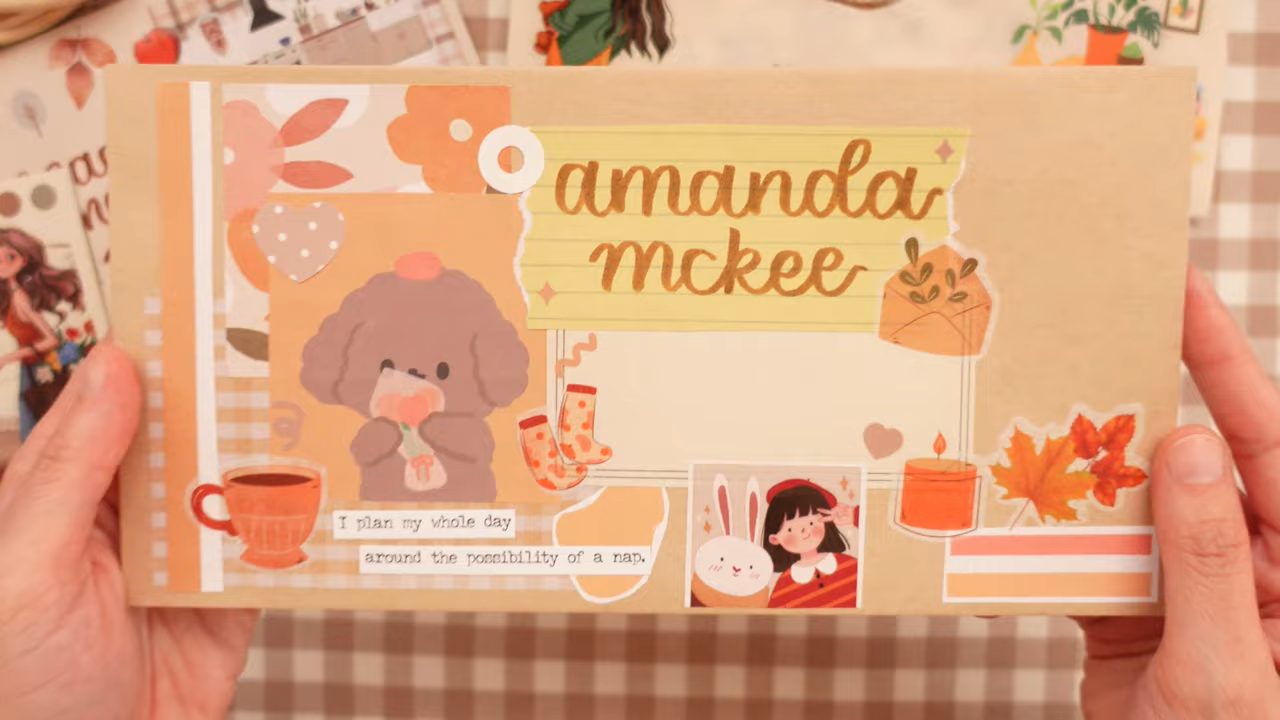 amanda
mckee
I plan my whole day
around the possibility of a nap.